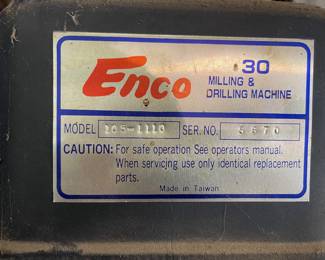 Enco 30
MILLING &
DRILLING MACHINE
MODEL 105-1110 SER. NO. 5670
CAUTION: For safe operation See operators manual.
When servicing use only identical replacement
parts.
Made in Taiwan